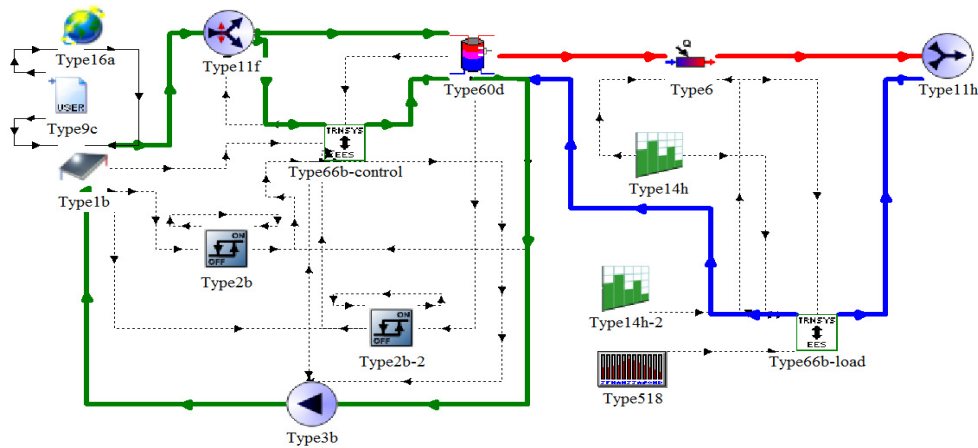 Type16a
Type11f
Type60d
Type6
Type11h
USER
Type9c
TRNSYS
EES
Type66b-control
Type14h
Type1b
ON
OFF
Type2b
ON
OFF
Type2b-2
Type14h-2
TRNSYS
EES
Type66b-load
Type518
Type3b
Q